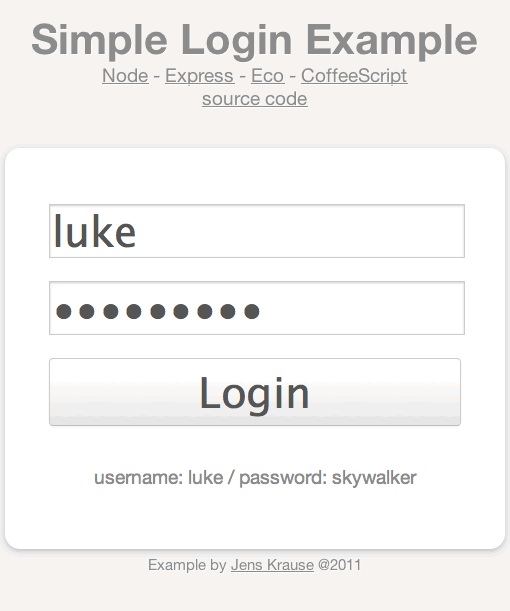 Simple Login Example
Node - Express - Eco - CoffeeScript
source code
luke
●●●●●●●●●
Login
username: luke / password: skywalker
Example by Jens Krause @2011